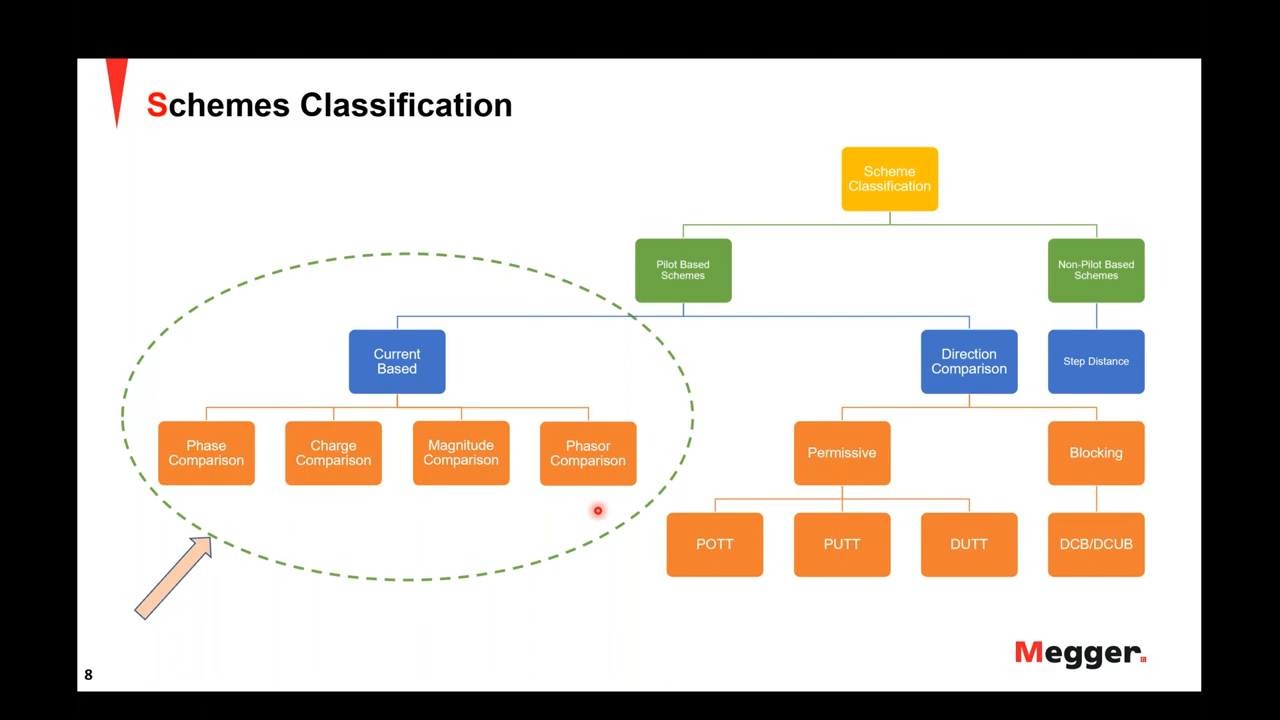 Schemes Classification
Scheme
Classification
Pilot Based
Schemes
Non-Pilot Based
Schemes
Current
Based
Direction
Comparison
Step Distance
Phase
Comparison
Charge
Comparison
Magnitude
Comparison
Phasor
Comparison
Permissive
Blocking
POTT
PUTT
DUTT
DCB/DCUB
Megger
8